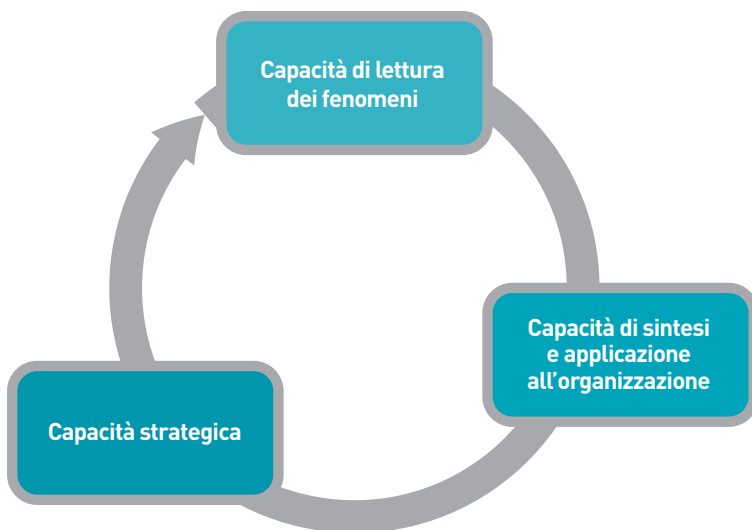 Capacità di lettura
dei fenomeni
Capacità di sintesi
e applicazione
all’organizzazione
Capacità strategica